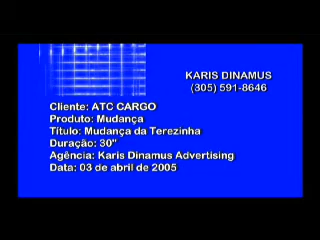 KARIS DINAMUS
(305) 591-8646
Cliente: ATC CARGO
Produto: Mudança
Título: Mudança da Terezinha
Duração: 30"
Agência: Karis Dinamus Advertising
Data: 03 de abril de 2005